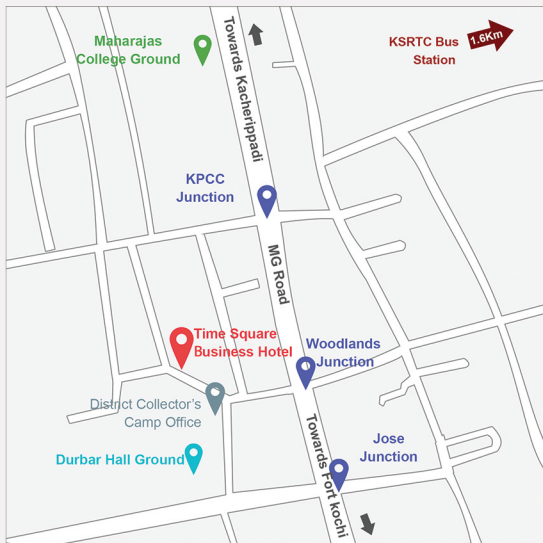 Maharajas
College Ground
Towards Kacherippadi
KSRTC Bus
Station
1.6Km
KPCC
Junction
MG Road
Time Square
Business Hotel
Woodlands
Junction
District Collector's
Camp Office
Towards Fort kochi
Durbar Hall Ground
Jose
Junction